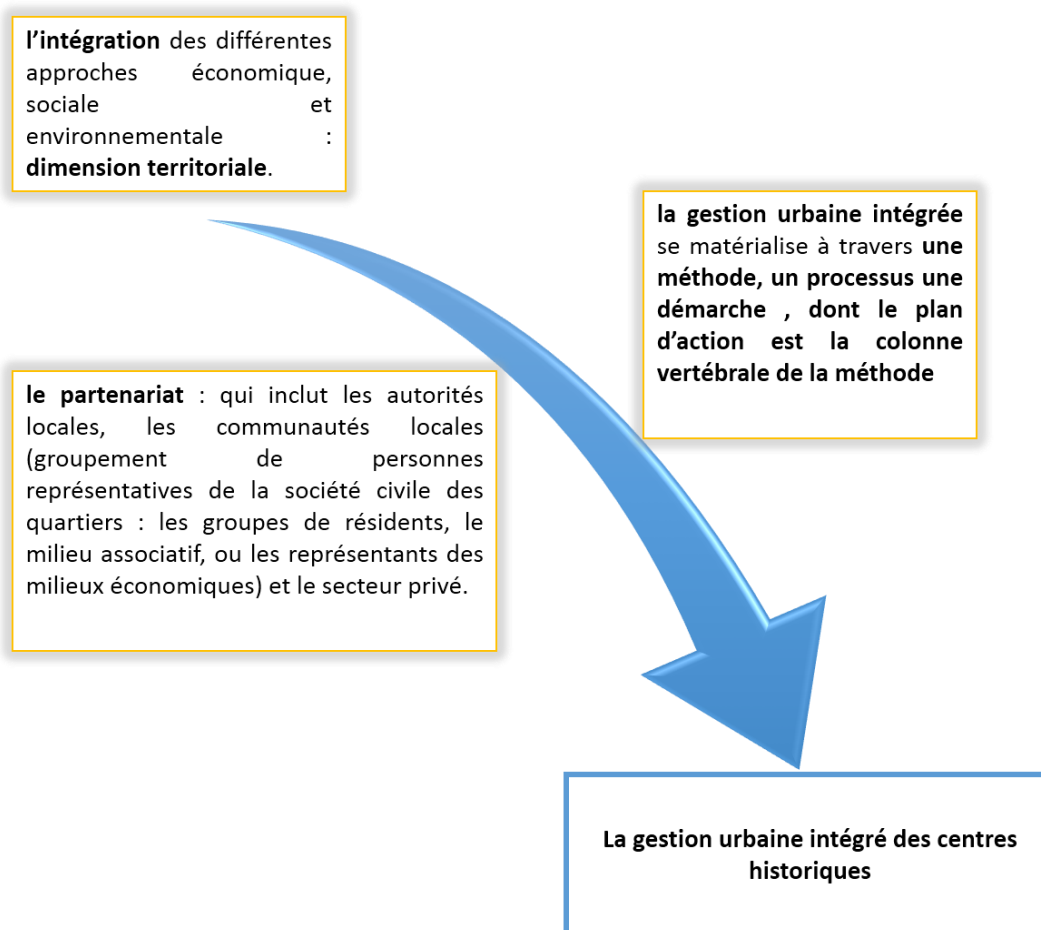 l’intégration des différentes
approches économique,
sociale et
environnementale :
dimension territoriale.
la gestion urbaine intégrée
se matérialise à travers une
méthode, un processus une
démarche , dont le plan
d’action est la colonne
vertébrale de la méthode
le partenariat : qui inclut les autorités
locales, les communautés locales
(groupement de personnes
représentatives de la société civile des
quartiers : les groupes de résidents, le
milieu associatif, ou les représentants des
milieux économiques) et le secteur privé.
La gestion urbaine intégré des centres
historiques